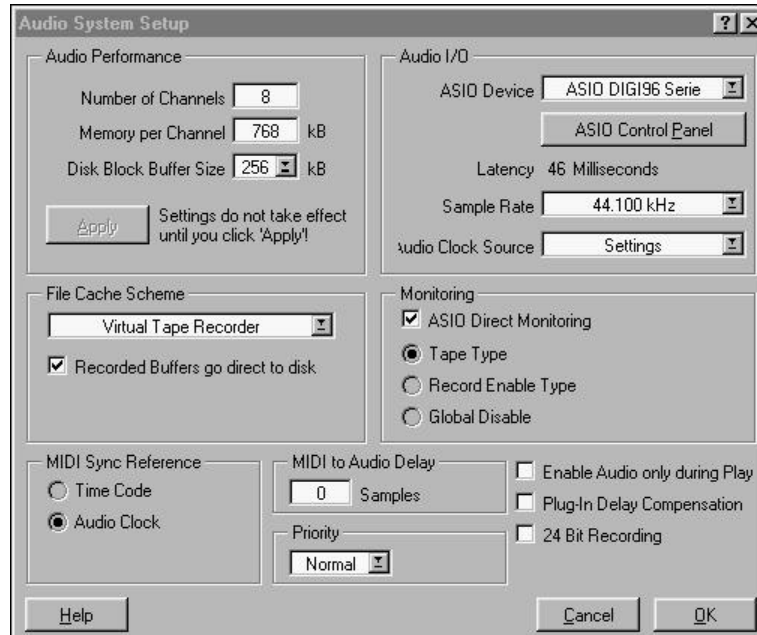 Audio System Setup
Audio Performance
Number of Channels 8
Memory per Channel 768 kB
Disk Block Buffer Size 256 kB
Apply
Settings do not take effect
until you click 'Apply'!
Audio I/O
ASIO Device ASIO DIGI96 Serie
ASIO Control Panel
Latency 46 Milliseconds
Sample Rate 44.100 kHz
Audio Clock Source Settings
File Cache Scheme
Virtual Tape Recorder
Recorded Buffers go direct to disk
Monitoring
ASIO Direct Monitoring
Tape Type
Record Enable Type
Global Disable
MIDI Sync Reference
Time Code
Audio Clock
MIDI to Audio Delay
0 Samples
Priority
Normal
Enable Audio only during Play
Plug-In Delay Compensation
24 Bit Recording
Help
Cancel
OK